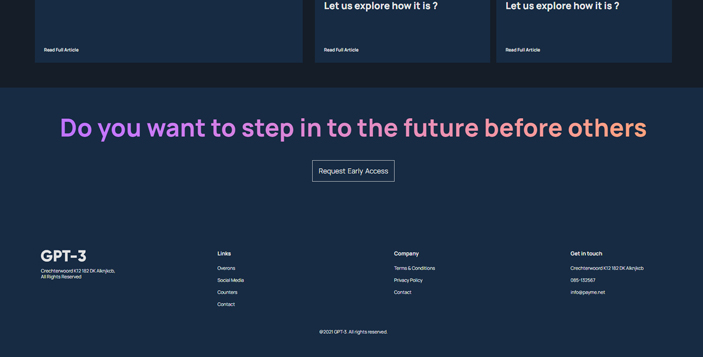 Let us explore how it is ?
Let us explore how it is ?
Read Full Article
Read Full Article
Read Full Article
Do you want to step in to the future before others
Request Early Access
GPT-3
Crechterwoord K12 182 DK Alknjkcb,
All Rights Reserved
Links
Overons
Social Media
Counters
Contact
Company
Terms & Conditions
Privacy Policy
Contact
Get in touch
Crechterwoord K12 182 DK Alknjkcb
085-132567
info@payme.net
@2021 GPT-3. All rights reserved.